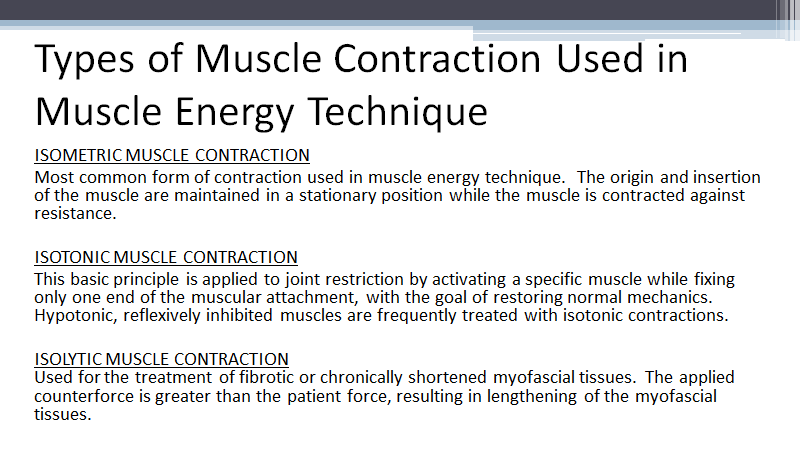 Types of Muscle Contraction Used in
Muscle Energy Technique
ISOMETRIC MUSCLE CONTRACTION
Most common form of contraction used in muscle energy technique.  The origin and insertion
of the muscle are maintained in a stationary position while the muscle is contracted against
resistance.
ISOTONIC MUSCLE CONTRACTION
This basic principle is applied to joint restriction by activating a specific muscle while fixing
only one end of the muscular attachment, with the goal of restoring normal mechanics.
Hypotonic, reflexively inhibited muscles are frequently treated with isotonic contractions.
ISOLYTIC MUSCLE CONTRACTION
Used for the treatment of fibrotic or chronically shortened myofascial tissues.  The applied
counterforce is greater than the patient force, resulting in lengthening of the myofascial
tissues.